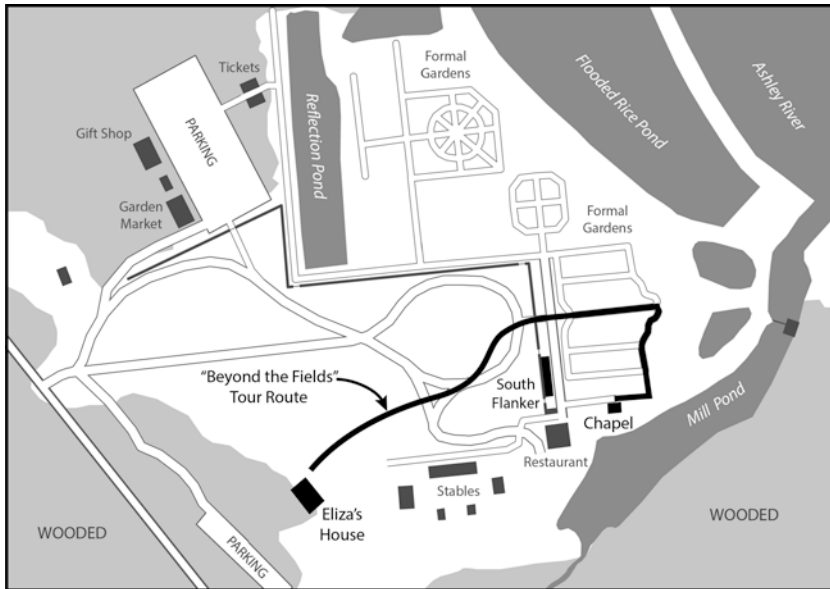 Tickets
PARKING
Gift Shop
Garden
Market
Reflection Pond
Formal
Gardens
Flooded Rice Pond
Ashley River
Formal
Gardens
"Beyond the Fields"
Tour Route
South
Flanker
Chapel
Mill Pond
Restaurant
Stables
Eliza's
House
WOODED
PARKING
WOODED